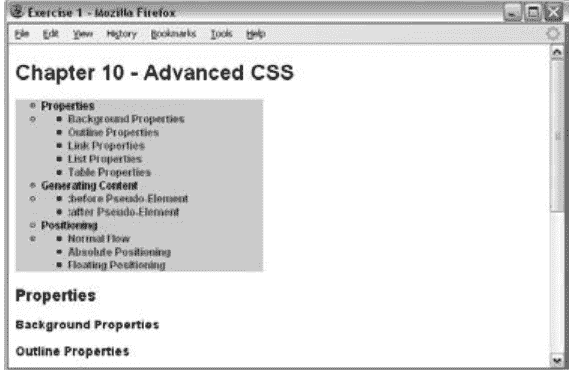 Exercise 1 - Mozilla Firefox
File Edit View History Bookmarks Tools Help
Chapter 10 - Advanced CSS
Properties
Background Properties
Outline Properties
Link Properties
List Properties
Table Properties
Generating Content
:before Pseudo-Element
:after Pseudo-Element
Positioning
Normal Flow
Absolute Positioning
Floating Positioning
Properties
Background Properties
Outline Properties